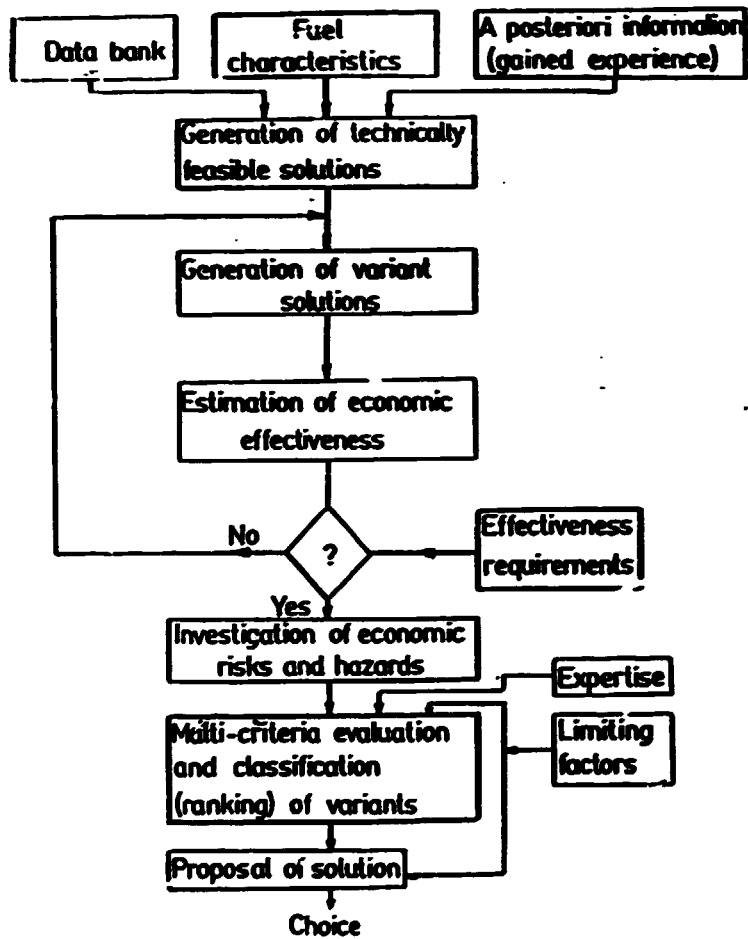 Data bank
Fuel
characteristics
A posteriori information
(gained experience)
Generation of technically
feasible solutions
Generation of variant
solutions
Estimation of economic
effectiveness
No
?
Effectiveness
requirements
Yes
Investigation of economic
risks and hazards
Expertise
Multi-criteria evaluation
and classification
(ranking) of variants
Limiting
factors
Proposal of solution
Choice